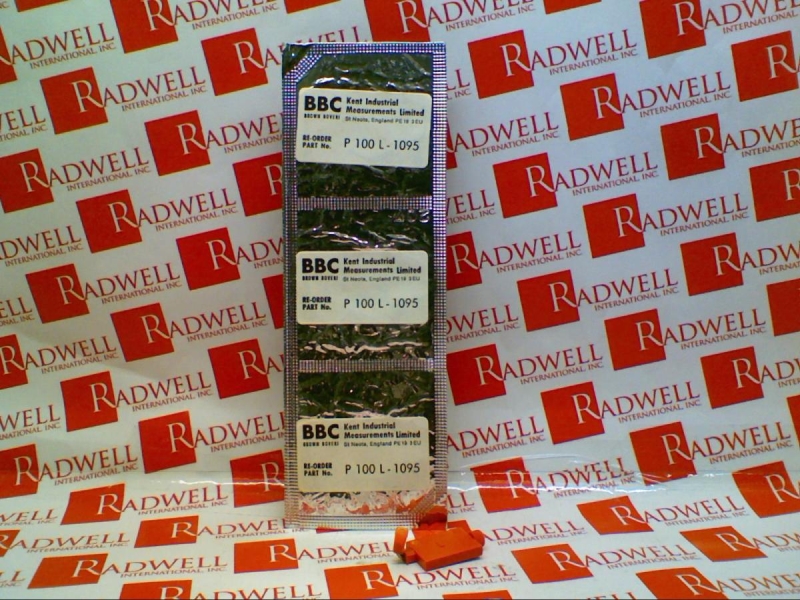 BBC Kent Industrial
Measurements Limited
BROWN BOVERI St Neots, England PE19 3EU
RE-ORDER
PART No. P 100 L - 1095
BBC Kent Industrial
Measurements Limited
BROWN BOVERI St Neots, England PE19 3EU
RE-ORDER
PART No. P 100 L - 1095
BBC Kent Industrial
Measurements Limited
BROWN BOVERI St Neots, England PE19 3EU
RE-ORDER
PART No. P 100 L - 1095
R RADWELL
INTERNATIONAL, INC.